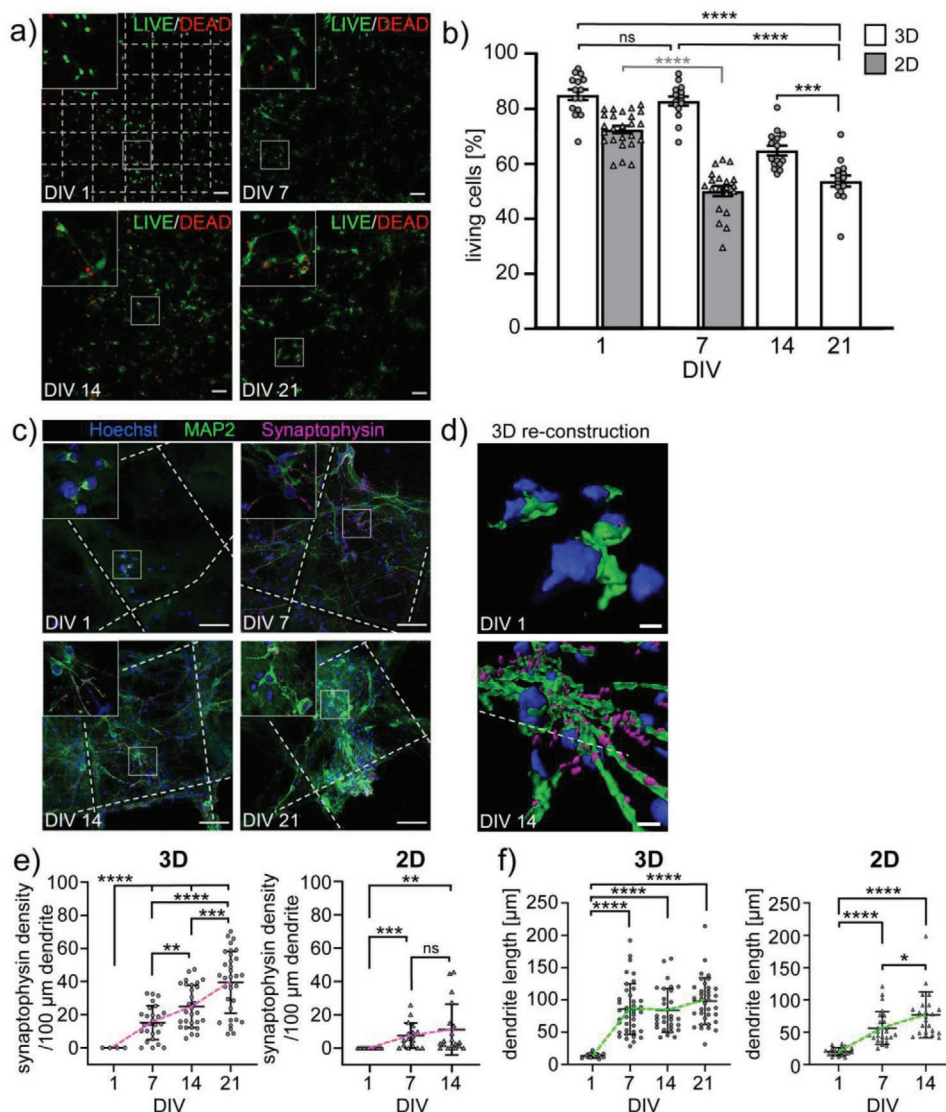 a)
LIVE/DEAD
LIVE/DEAD
DIV 1
DIV 7
LIVE/DEAD
LIVE/DEAD
DIV 14
DIV 21
b)
****
ns
****
3D
2D
****
***
100
80
60
40
20
0
living cells [%]
1
7
14
21
DIV
c)
Hoechst MAP2 Synaptophysin
DIV 1
DIV 7
DIV 14
DIV 21
d)
3D re-construction
DIV 1
DIV 14
e)
3D
synaptophysin density
/100 µm dendrite
100
80
60
40
20
0
****
****
***
**
1
7
14
21
DIV
2D
synaptophysin density
/100 µm dendrite
100
80
60
40
20
0
**
***
ns
1
7
14
DIV
f)
3D
dendrite length [µm]
250
200
150
100
50
0
****
****
****
1
7
14
21
DIV
2D
dendrite length [µm]
250
200
150
100
50
0
****
****
*
1
7
14
DIV